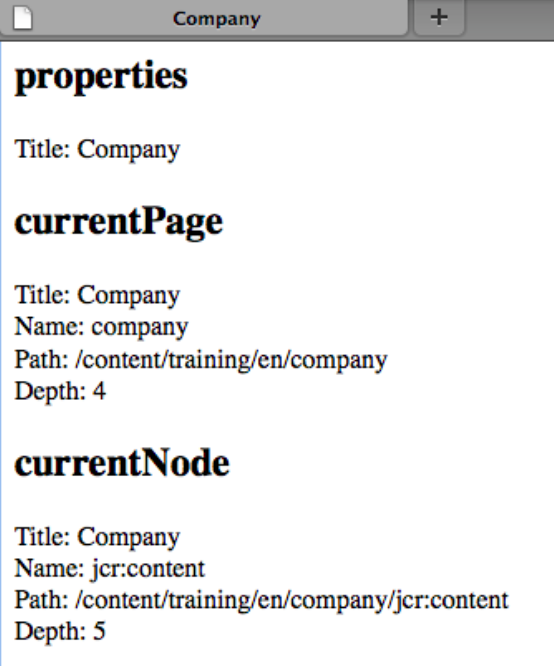 Company
+
properties
Title: Company
currentPage
Title: Company
Name: company
Path: /content/training/en/company
Depth: 4
currentNode
Title: Company
Name: jcr:content
Path: /content/training/en/company/jcr:content
Depth: 5